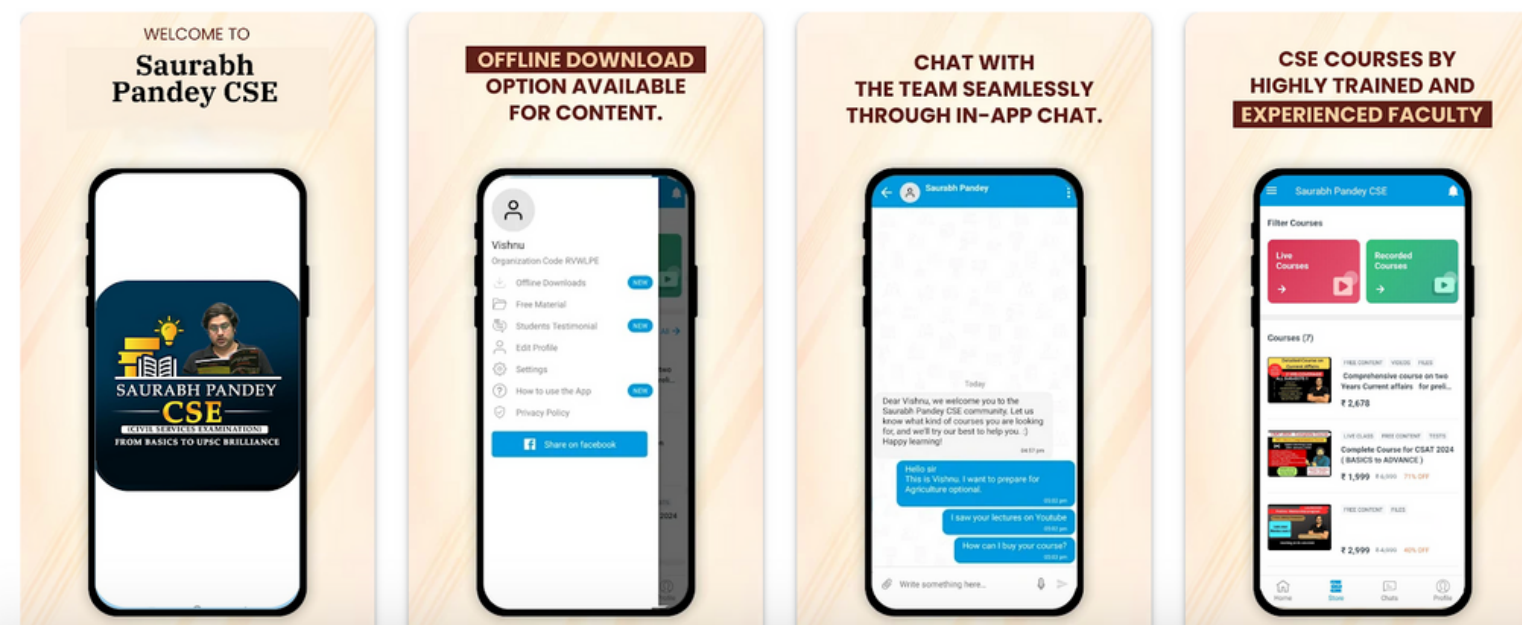 WELCOME TO
Saurabh
Pandey CSE
SAURABH PANDEY
CSE
(CIVIL SERVICES EXAMINATION)
FROM BASICS TO UPSC BRILLIANCE
OFFLINE DOWNLOAD
OPTION AVAILABLE
FOR CONTENT.
Vishnu
Organization Code RVWLPE
Offline Downloads NEW
Free Material
Students Testimonial NEW
All →
Edit Profile
Settings
How to use the App NEW
Privacy Policy
Share on facebook
2024
CHAT WITH
THE TEAM SEAMLESSLY
THROUGH IN-APP CHAT.
Saurabh Pandey
Today
Dear Vishnu, we welcome you to the
Saurabh Pandey CSE community. Let us
know what kind of courses you are looking
for, and we'll try our best to help you. :)
Happy learning!
04:57 pm
Hello sir
This is Vishnu. I want to prepare for
Agriculture optional.
I saw your lectures on Youtube
How can I buy your course?
Write something here...
CSE COURSES BY
HIGHLY TRAINED AND
EXPERIENCED FACULTY
Saurabh Pandey CSE
Filter Courses
Live
Courses
→
Recorded
Courses
→
Courses (7)
FREE CONTENT VIDEOS FILES
Comprehensive course on two
Years Current affairs for preli...
₹ 2,678
LIVE CLASS FREE CONTENT TESTS
Complete Course for CSAT 2024
( BASICS to ADVANCE )
₹ 1,999 ₹ 6,999 71% OFF
FREE CONTENT FILES
₹ 2,999 ₹ 4,999 40% OFF
Home Store Chats Profile